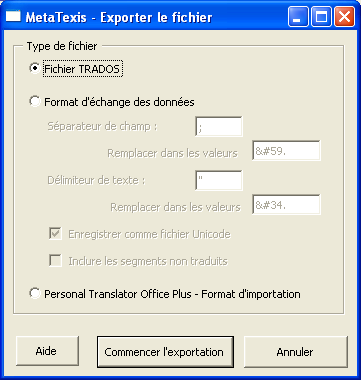 MetaTexis - Exporter le fichier
Type de fichier
Fichier TRADOS
Format d'échange des données
Séparateur de champ :
;
Remplacer dans les valeurs
&#59.
Délimiteur de texte :
"
Remplacer dans les valeurs
&#34.
Enregistrer comme fichier Unicode
Inclure les segments non traduits
Personal Translator Office Plus - Format d'importation
Aide
Commencer l'exportation
Annuler